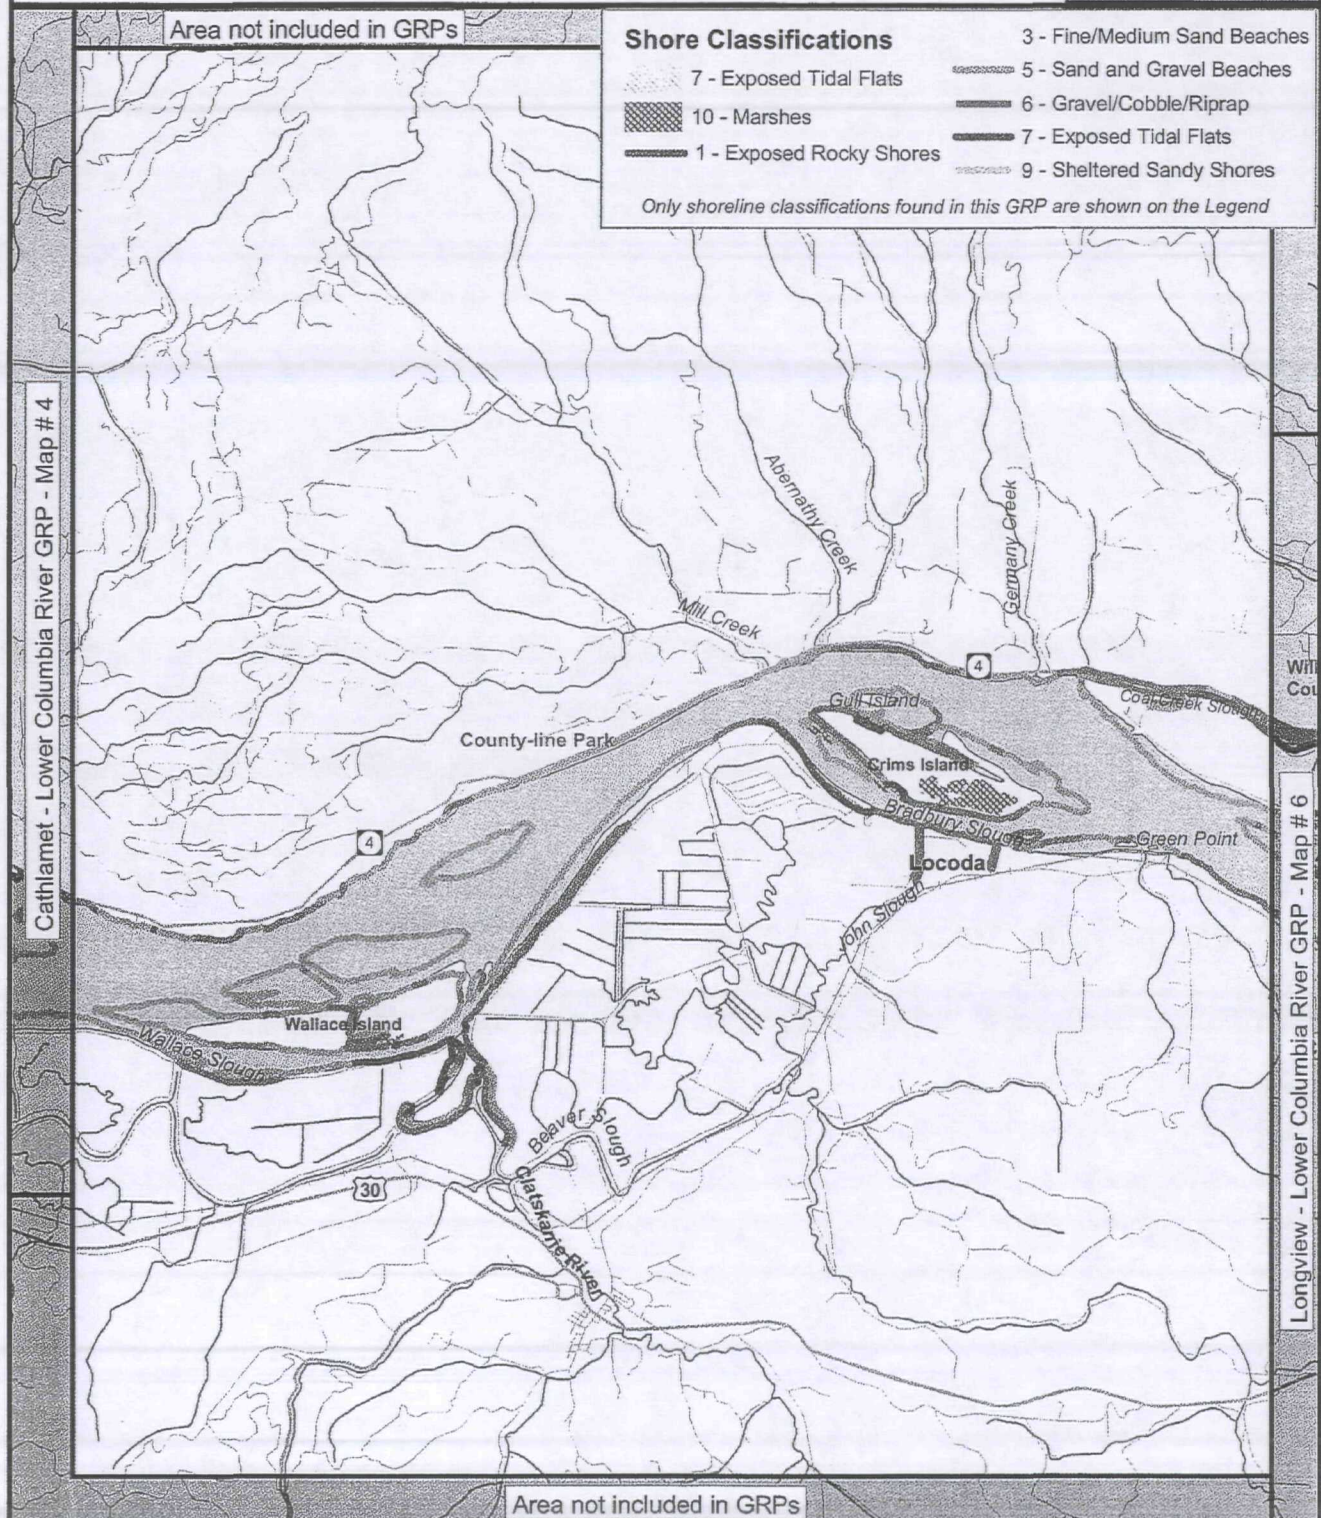 Area not included in GRPs
Shore Classifications
7 - Exposed Tidal Flats
10 - Marshes
1 - Exposed Rocky Shores
3 - Fine/Medium Sand Beaches
5 - Sand and Gravel Beaches
6 - Gravel/Cobble/Riprap
7 - Exposed Tidal Flats
9 - Sheltered Sandy Shores
Only shoreline classifications found in this GRP are shown on the Legend
Cathlamet - Lower Columbia River GRP - Map # 4
Abernathy Creek
Germany Creek
Mill Creek
4
Coal Creek Slough
Gull Island
County-line Park
Crims Island
Bradbury Slough
Green Point
4
Locoda
John Slough
Wallace Island
Wallace Slough
Beaver Slough
30
Clatskanie River
Longview - Lower Columbia River GRP - Map # 6
Area not included in GRPs